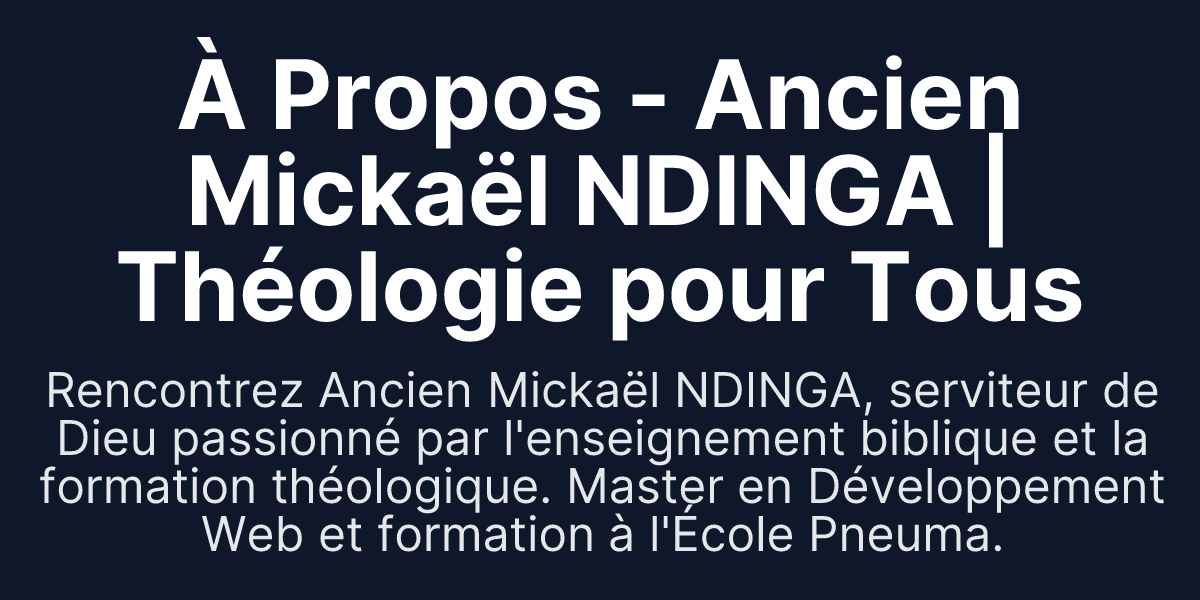 À Propos - Ancien
Mickaël NDINGA |
Théologie pour Tous
Rencontrez Ancien Mickaël NDINGA, serviteur de
Dieu passionné par l'enseignement biblique et la
formation théologique. Master en Développement
Web et formation à l'École Pneuma.